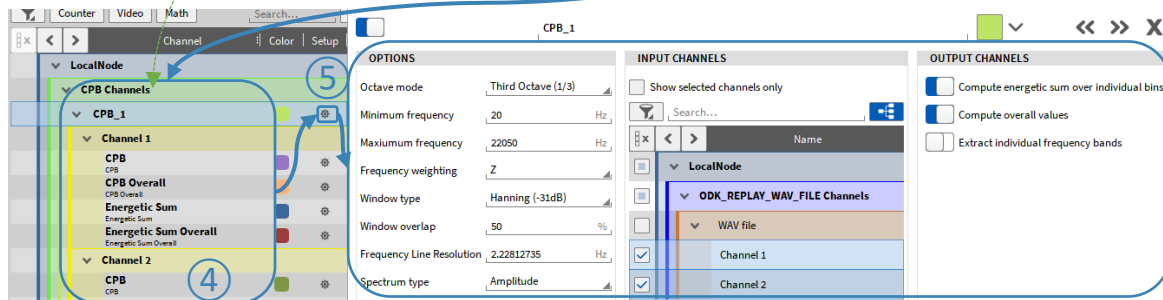 Counter Video Math Search...
Channel Color Setup
LocalNode
CPB Channels
CPB_1
Channel 1
CPB
CPB
CPB Overall
CPB Overall
Energetic Sum
Energetic Sum
Energetic Sum Overall
Energetic Sum Overall
Channel 2
CPB
CPB
④
⑤
CPB_1
X
OPTIONS
Octave mode Third Octave (1/3)
Minimum frequency 20 Hz
Maxiumum frequency 22050 Hz
Frequency weighting Z
Window type Hanning (-31dB)
Window overlap 50 %
Frequency Line Resolution 2.22812735 Hz
Spectrum type Amplitude
INPUT CHANNELS
Show selected channels only
Search...
Name
LocalNode
ODK_REPLAY_WAV_FILE Channels
WAV file
Channel 1
Channel 2
OUTPUT CHANNELS
Compute energetic sum over individual bins
Compute overall values
Extract individual frequency bands